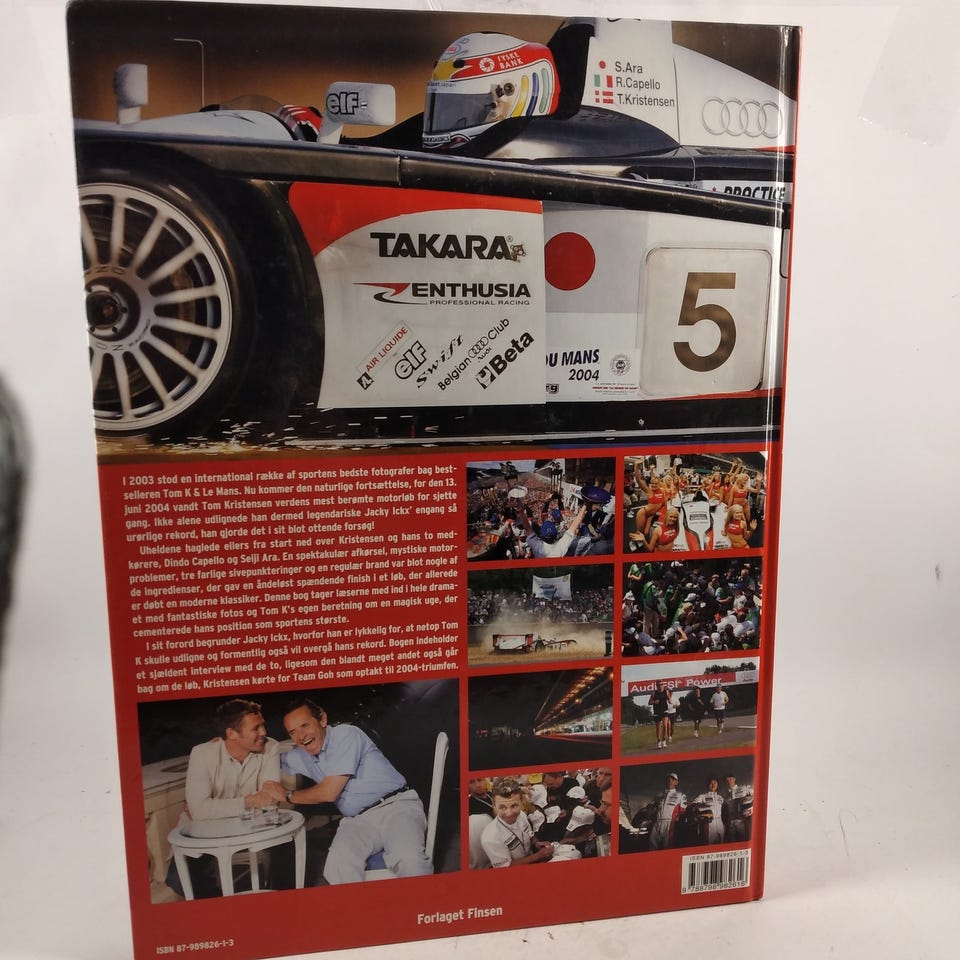 JYSKE
BANK
S.Ara
R.Capello
T.Kristensen
elf
PRACTICE
TAKARA
ENTHUSIA
PROFESSIONAL RACING
AIR LIQUIDE
elf
Swift
Belgian Audi Club
Beta
5
DU MANS
2004
I 2003 stod en international række af sportens bedste fotografer bag best-
selleren Tom K & Le Mans. Nu kommer den naturlige fortsættelse, for den 13.
juni 2004 vandt Tom Kristensen verdens mest berømte motorløb for sjette
gang. Ikke alene udlignede han dermed legendariske Jacky Ickx' engang så
urørlige rekord, han gjorde det i sit blot ottende forsøg!
Uheldene haglede ellers fra start ned over Kristensen og hans to med-
kørere, Dindo Capello og Seiji Ara. En spektakulær afkørsel, mystiske motor-
problemer, tre farlige sivepunkteringer og en regulær brand var blot nogle af
de ingredienser, der gav en åndeløst spændende finish i et løb, der allerede
er døbt en moderne klassiker. Denne bog tager læserne med ind i hele drama-
et med fantastiske fotos og Tom K's egen beretning om en magisk uge, der
cementerede hans position som sportens største.
I sit forord begrunder Jacky Ickx, hvorfor han er lykkelig for, at netop Tom
K skulle udligne og formentlig også vil overgå hans rekord. Bogen indeholder
et sjældent interview med de to, ligesom den blandt meget andet også går
bag om de løb, Kristensen kørte for Team Goh som optakt til 2004-triumfen.
Audi FSI® Power
ISBN 87-989826-1-3
9 788798 982616
Forlaget Finsen
ISBN 87-989826-1-3